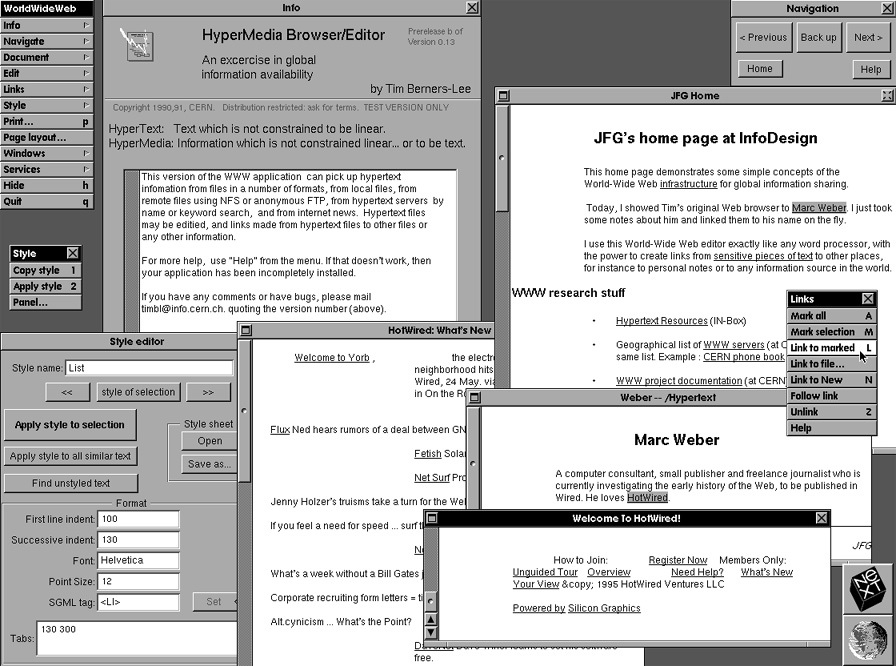 WorldWideWeb
Info
Navigate
Document
Edit
Links
Style
Print... p
Page layout...
Windows
Services
Hide h
Quit q
Info
HyperMedia Browser/Editor
Prerelease b of
Version 0.13
An excercise in global
information availability
by Tim Berners-Lee
Copyright 1990,91, CERN. Distribution restricted: ask for terms. TEST VERSION ONLY
HyperText: Text which is not constrained to be linear.
HyperMedia: Information which is not constrained linear... or to be text.
This version of the WWW application can pick up hypertext
infomation from files in a number of formats, from local files, from
remote files using NFS or anonymous FTP, from hypertext servers by
name or keyword search, and from internet news. Hypertext files
may be editied, and links made from hypertext files to other files or
any other information.
For more help, use "Help" from the menu. If that doesn't work, then
your application has been incompletely installed.
If you have any comments or have bugs, please mail
timbl@info.cern.ch. quoting the version number (above).
Navigation
< Previous
Back up
Next >
Home
Help
JFG Home
JFG's home page at InfoDesign
This home page demonstrates some simple concepts of the
World-Wide Web infrastructure for global information sharing.
Today, I showed Tim's original Web browser to Marc Weber. I just took
some notes about him and linked them to his name on the fly.
I use this World-Wide Web editor exactly like any word processor, with
the power to create links from sensitive pieces of text to other places,
for instance to personal notes or to any information source in the world.
WWW research stuff
• Hypertext Resources (IN-Box)
• Geographical list of WWW servers (at C
same list. Example : CERN phone book
• WWW project documentation (at CERN
Links
Mark all A
Mark selection M
Link to marked L
Link to file...
Link to New N
Follow link
Unlink Z
Help
Style
Copy style 1
Apply style 2
Panel...
Style editor
Style name: List
<<
style of selection
>>
Apply style to selection
Style sheet
Open
Apply style to all similar text
Save as...
Find unstyled text
Format
First line indent: 100
Successive indent: 130
Font: Helvetica
Point Size: 12
SGML tag: <LI>
Set
Tabs: 130 300
HotWired: What's New
Welcome to Yorb , the electro
neighborhood hits
Wired, 24 May. via
in On the Ro
Flux Ned hears rumors of a deal between GN
Fetish Solar
Net Surf Pro
Jenny Holzer's truisms take a turn for the Wel
If you feel a need for speed ... surf th
What's a week without a Bill Gates j
Corporate recruiting form letters = ti
Alt.cynicism ... What's the Point?
free.
Weber -- /Hypertext
Marc Weber
A computer consultant, small publisher and freelance journalist who is
currently investigating the early history of the Web, to be published in
Wired. He loves HotWired.
JFG
Welcome To HotWired!
How to Join: Register Now Members Only:
Unguided Tour Overview Need Help? What's New
Your View &copy; 1995 HotWired Ventures LLC
Powered by Silicon Graphics
NeXT